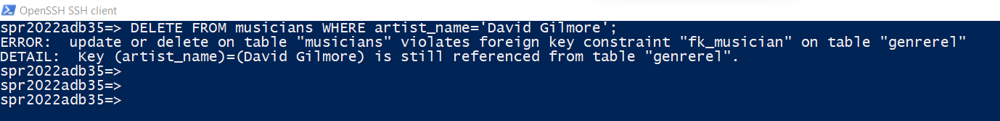 OpenSSH SSH client
spr2022adb35=> DELETE FROM musicians WHERE artist_name='David Gilmore';
ERROR:  update or delete on table "musicians" violates foreign key constraint "fk_musician" on table "genrerel"
DETAIL:  Key (artist_name)=(David Gilmore) is still referenced from table "genrerel".
spr2022adb35=>
spr2022adb35=>
spr2022adb35=>